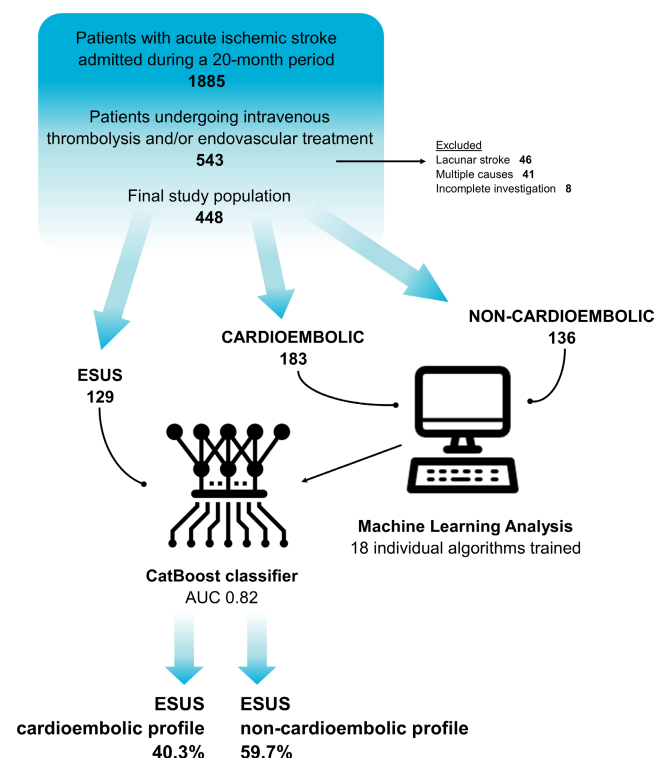 Patients with acute ischemic stroke
admitted during a 20-month period
1885
Patients undergoing intravenous
thrombolysis and/or endovascular treatment
543
Excluded
Lacunar stroke 46
Multiple causes 41
Incomplete investigation 8
Final study population
448
NON-CARDIOEMBOLIC
136
CARDIOEMBOLIC
183
ESUS
129
Machine Learning Analysis
18 individual algorithms trained
CatBoost classifier
AUC 0.82
ESUS
cardioembolic profile
40.3%
ESUS
non-cardioembolic profile
59.7%